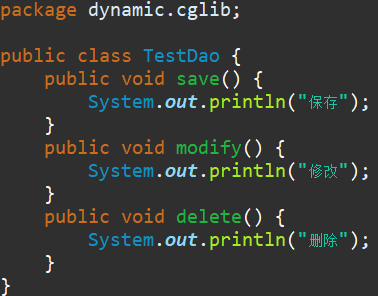 package dynamic.cglib;
public class TestDao {
    public void save() {
        System.out.println("保存");
    }
    public void modify() {
        System.out.println("修改");
    }
    public void delete() {
        System.out.println("删除");
    }
}